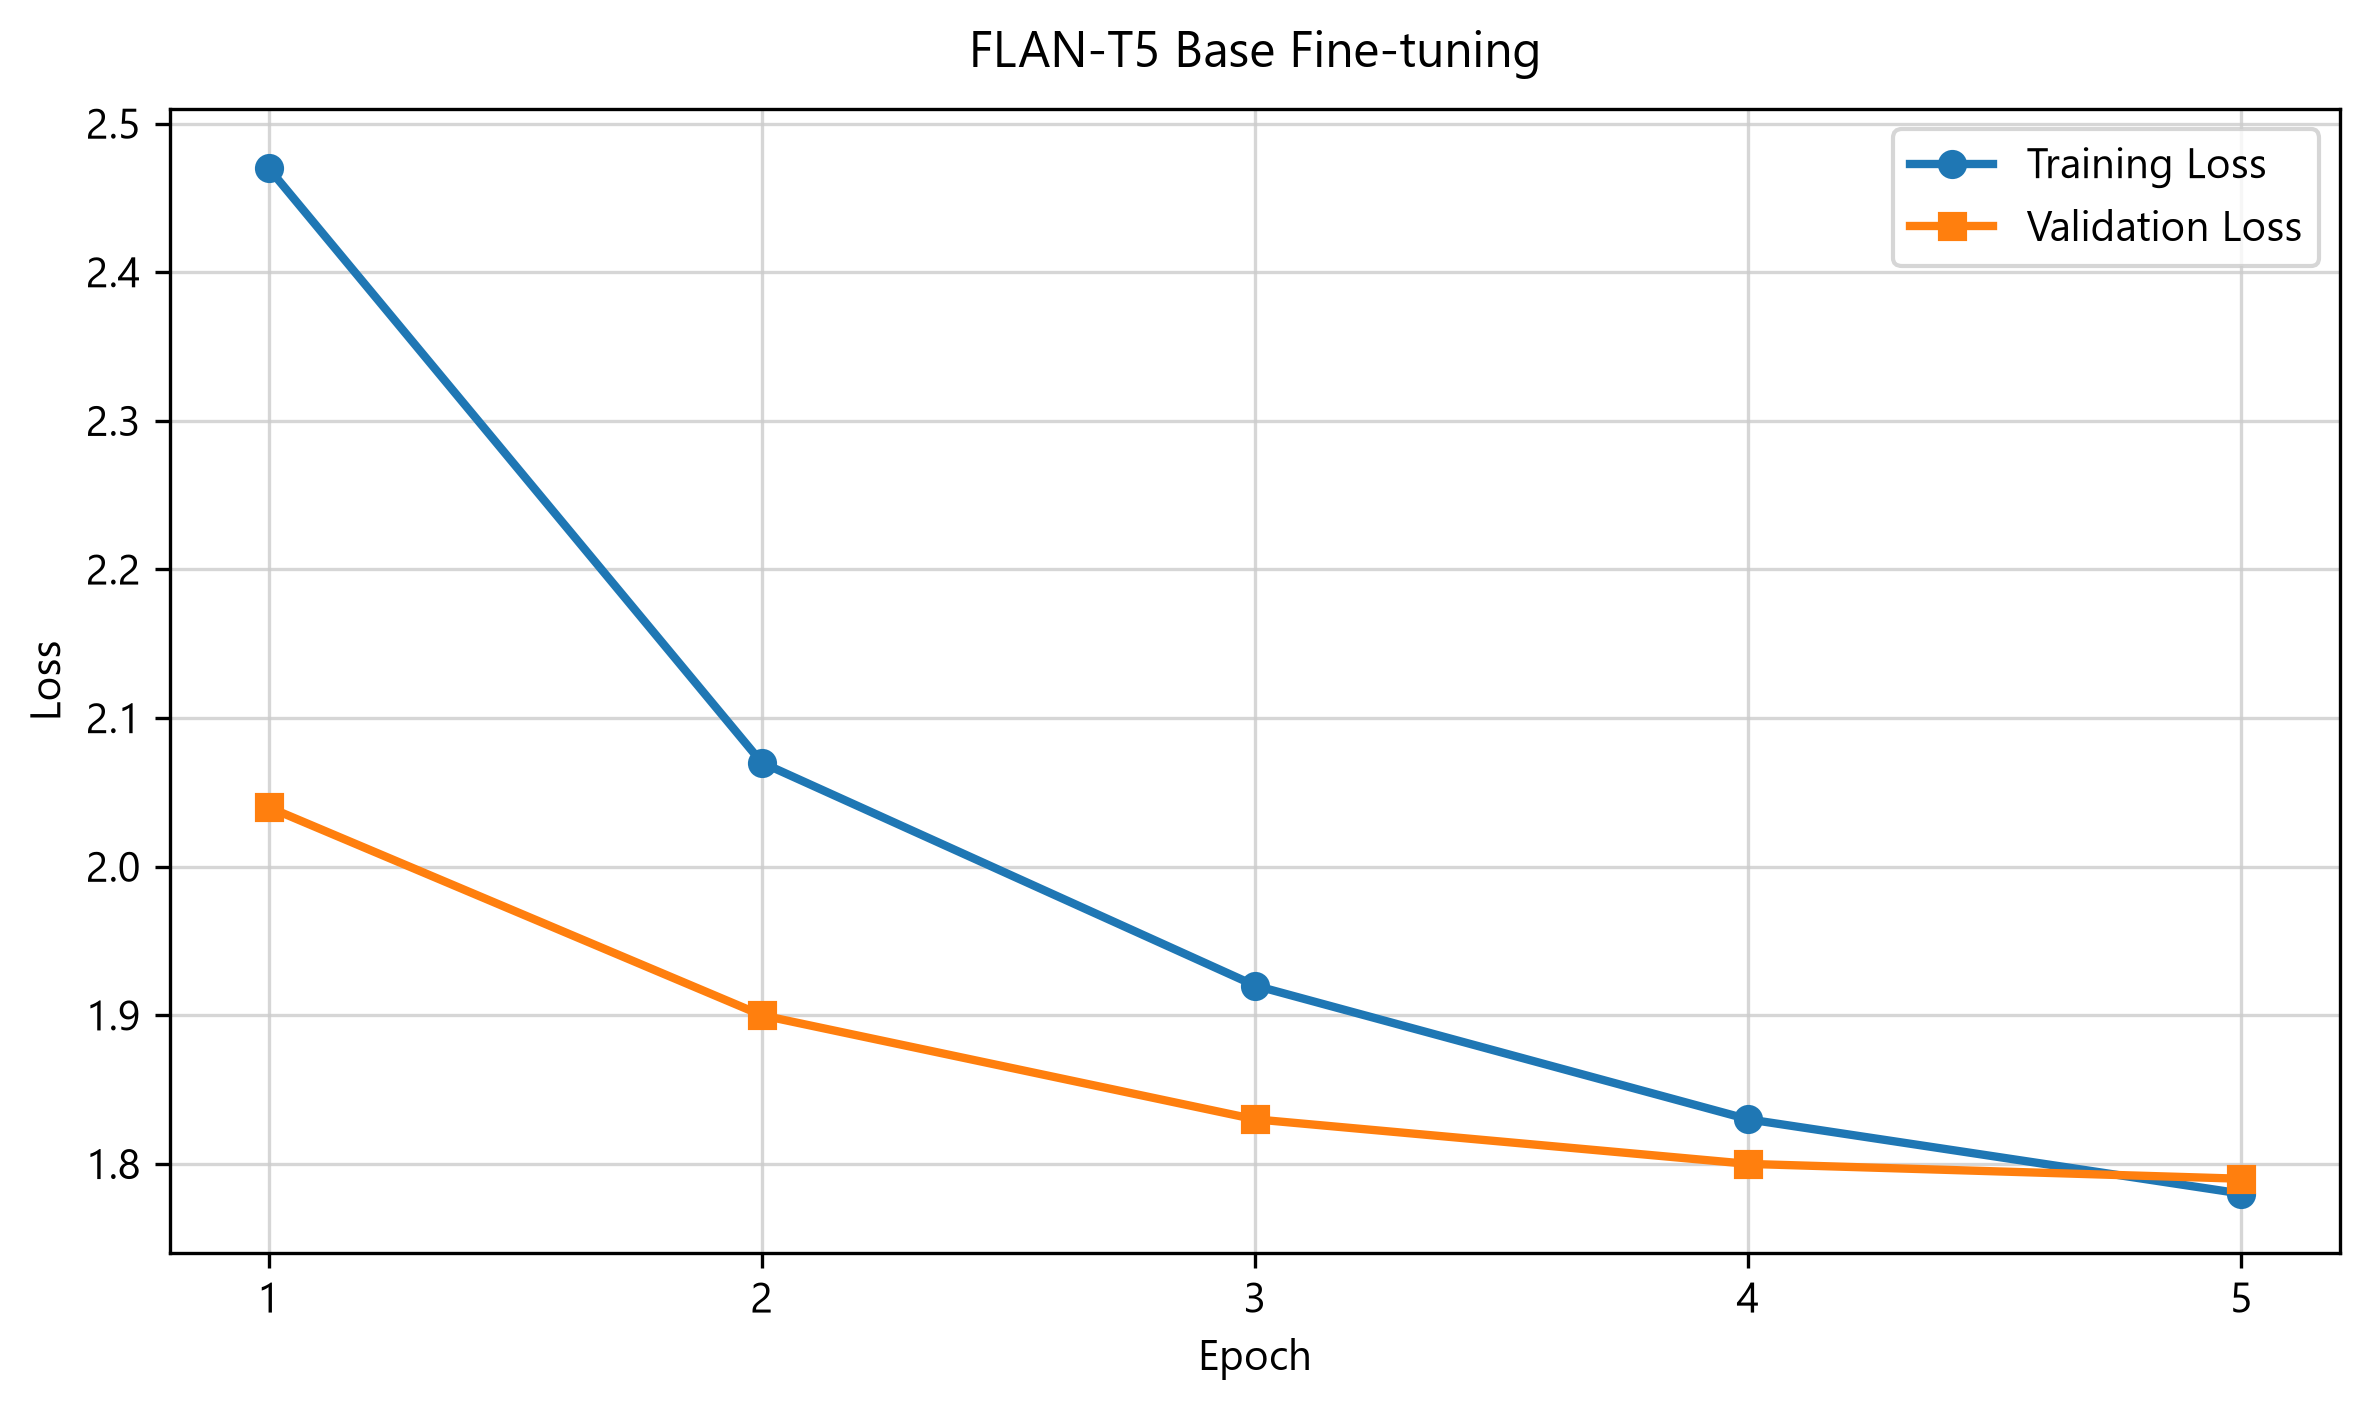 FLAN-T5 Base Fine-tuning
Training Loss
Validation Loss
2.5
2.4
2.3
2.2
2.1
2.0
1.9
1.8
Loss
1 2 3 4 5
Epoch